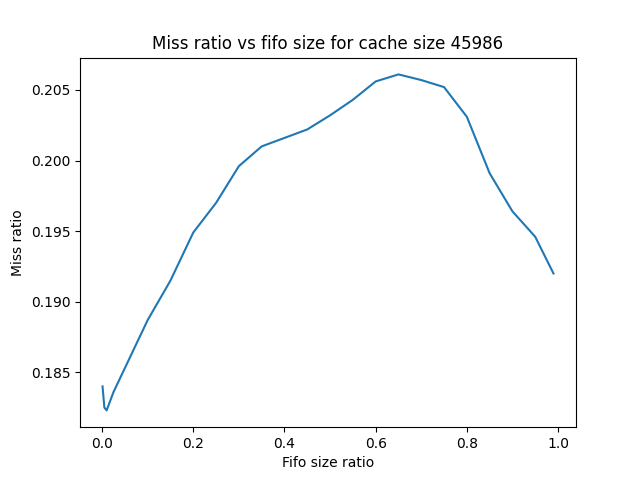 Miss ratio vs fifo size for cache size 45986
0.205
0.200
0.195
0.190
0.185
Miss ratio
0.0 0.2 0.4 0.6 0.8 1.0
Fifo size ratio